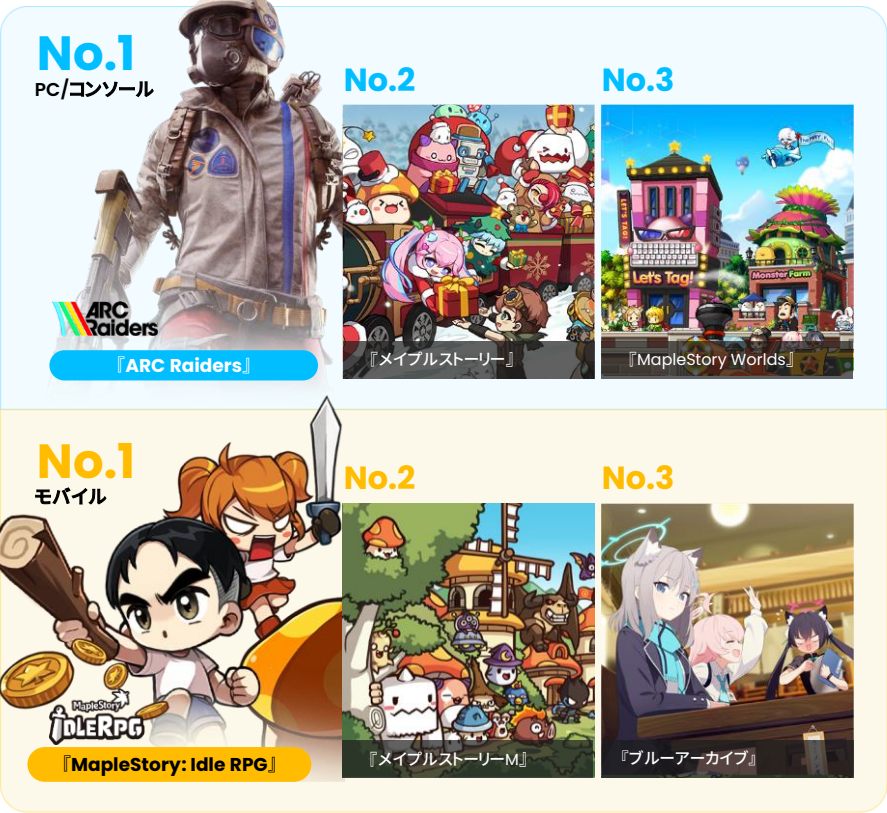 No.1
PC/コンソール
ARC
Raiders
『ARC Raiders』
No.2
『メイプルストーリー』
No.3
LET'S TAG!
Let's Tag!
Monster Farm
『MapleStory Worlds』
No.1
モバイル
MapleStory
IDLERPG
『MapleStory: Idle RPG』
No.2
『メイプルストーリーM』
No.3
『ブルーアーカイブ』